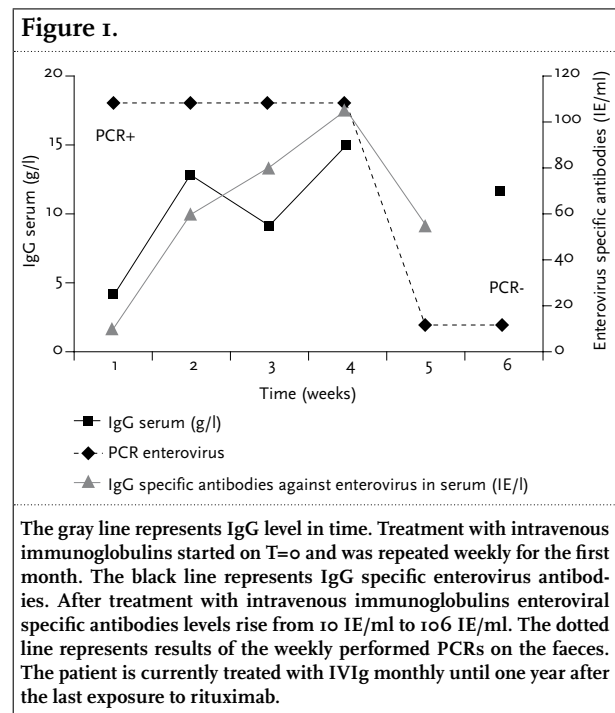 Figure 1.
20
15
10
5
0
IgG serum (g/l)
PCR+
PCR-
120
100
80
60
40
20
0
Enterovirus specific antibodies (IE/ml)
1 2 3 4 5 6
Time (weeks)
IgG serum (g/l)
PCR enterovirus
IgG specific antibodies against enterovirus in serum (IE/l)
The gray line represents IgG level in time. Treatment with intravenous
immunoglobulins started on T=0 and was repeated weekly for the first
month. The black line represents IgG specific enterovirus antibod-
ies. After treatment with intravenous immunoglobulins enteroviral
specific antibodies levels rise from 10 IE/ml to 106 IE/ml. The dotted
line represents results of the weekly performed PCRs on the faeces.
The patient is currently treated with IVIg monthly until one year after
the last exposure to rituximab.